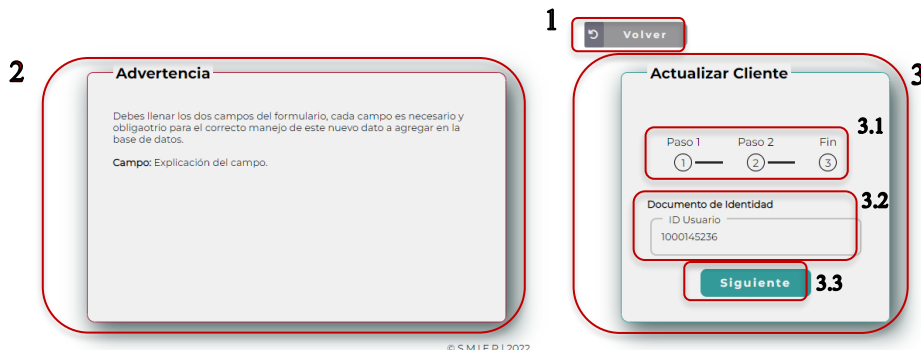 1
Volver
2
Advertencia
Debes llenar los dos campos del formulario, cada campo es necesario y
obligaotrio para el correcto manejo de este nuevo dato a agregar en la
base de datos.
Campo: Explicación del campo.
3
Actualizar Cliente
3.1
Paso 1 Paso 2 Fin
1 2 3
3.2
Documento de Identidad
ID Usuario
1000145236
Siguiente
3.3
© S.M.I.E.P | 2022